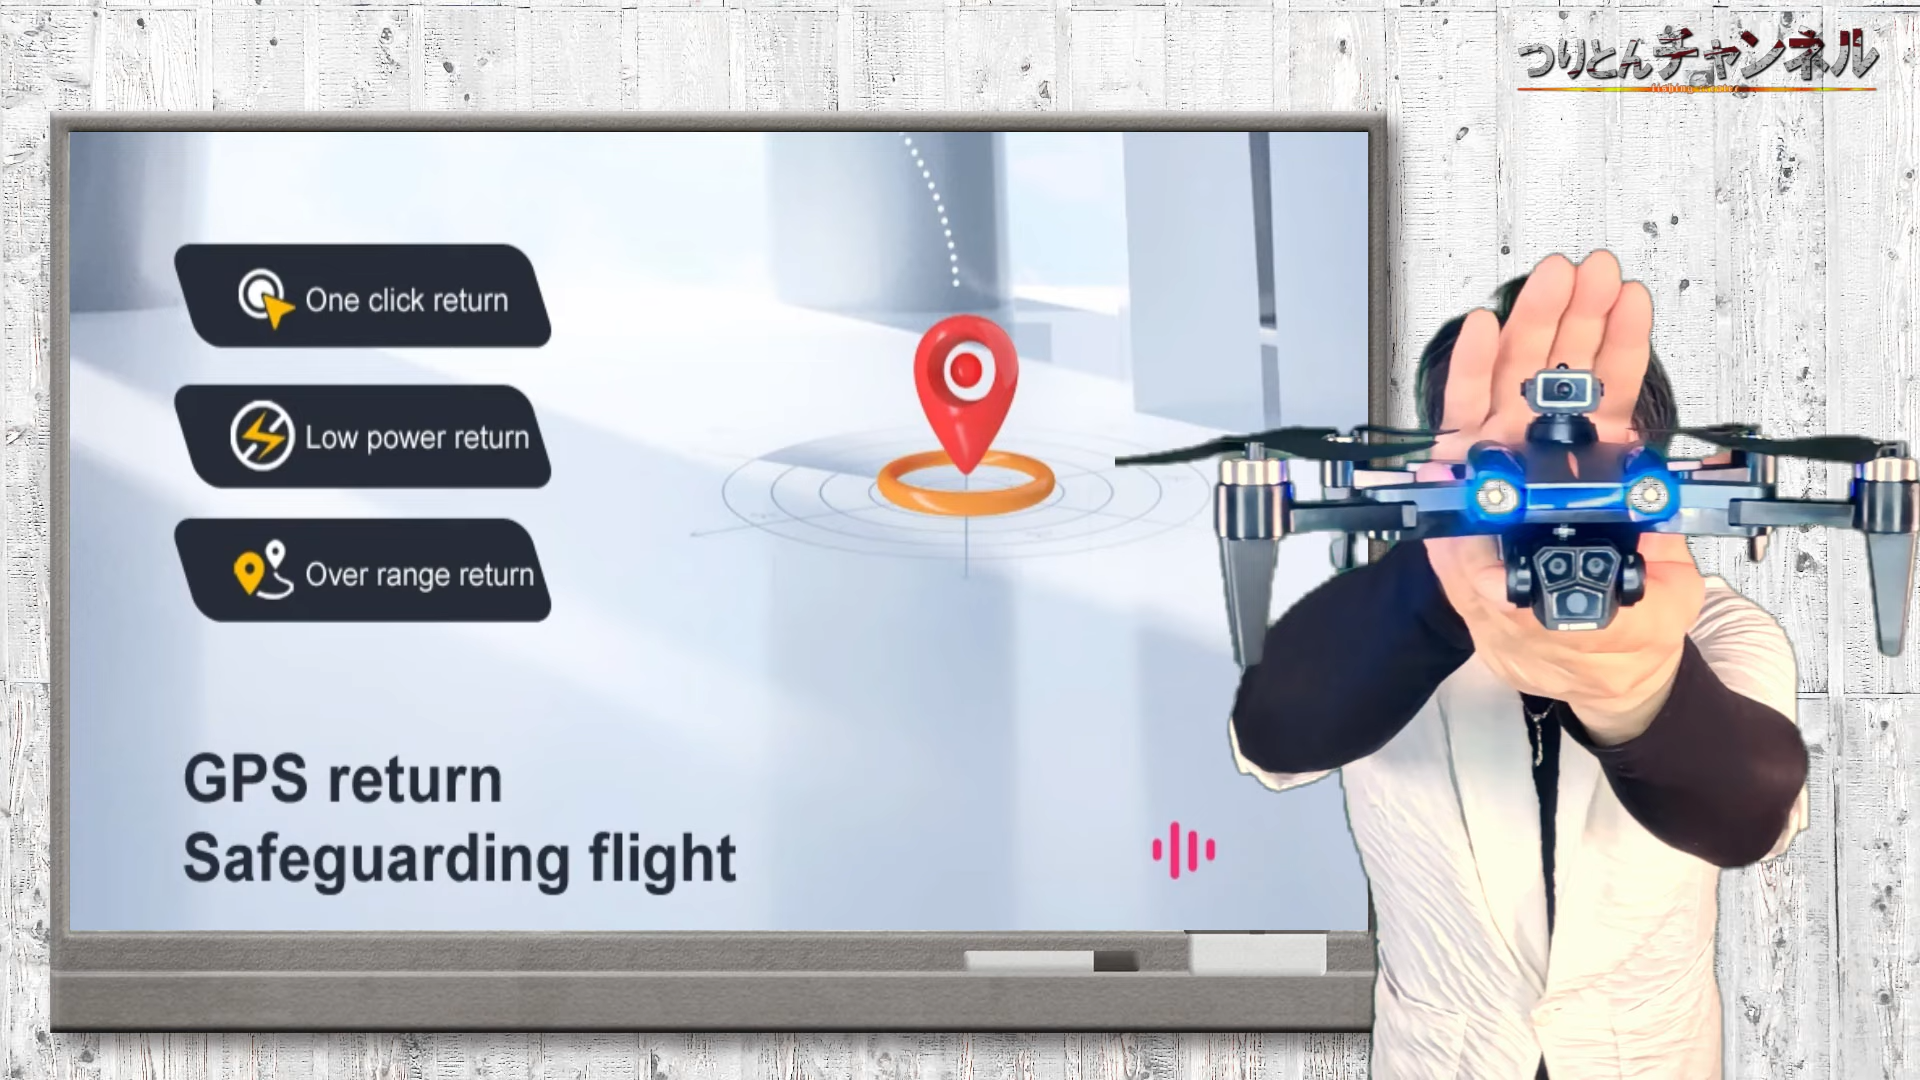 つりとんチャンネル
One click return
Low power return
Over range return
GPS return
Safeguarding flight